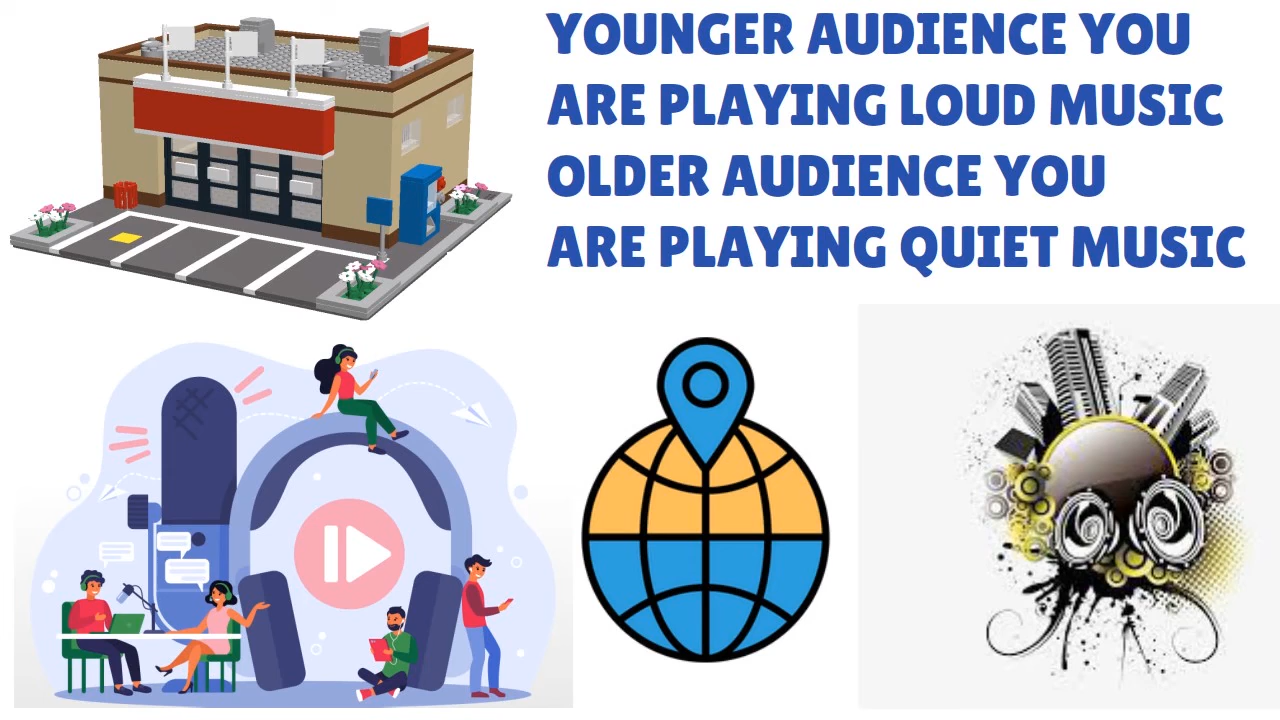 YOUNGER AUDIENCE YOU
ARE PLAYING LOUD MUSIC
OLDER AUDIENCE YOU
ARE PLAYING QUIET MUSIC